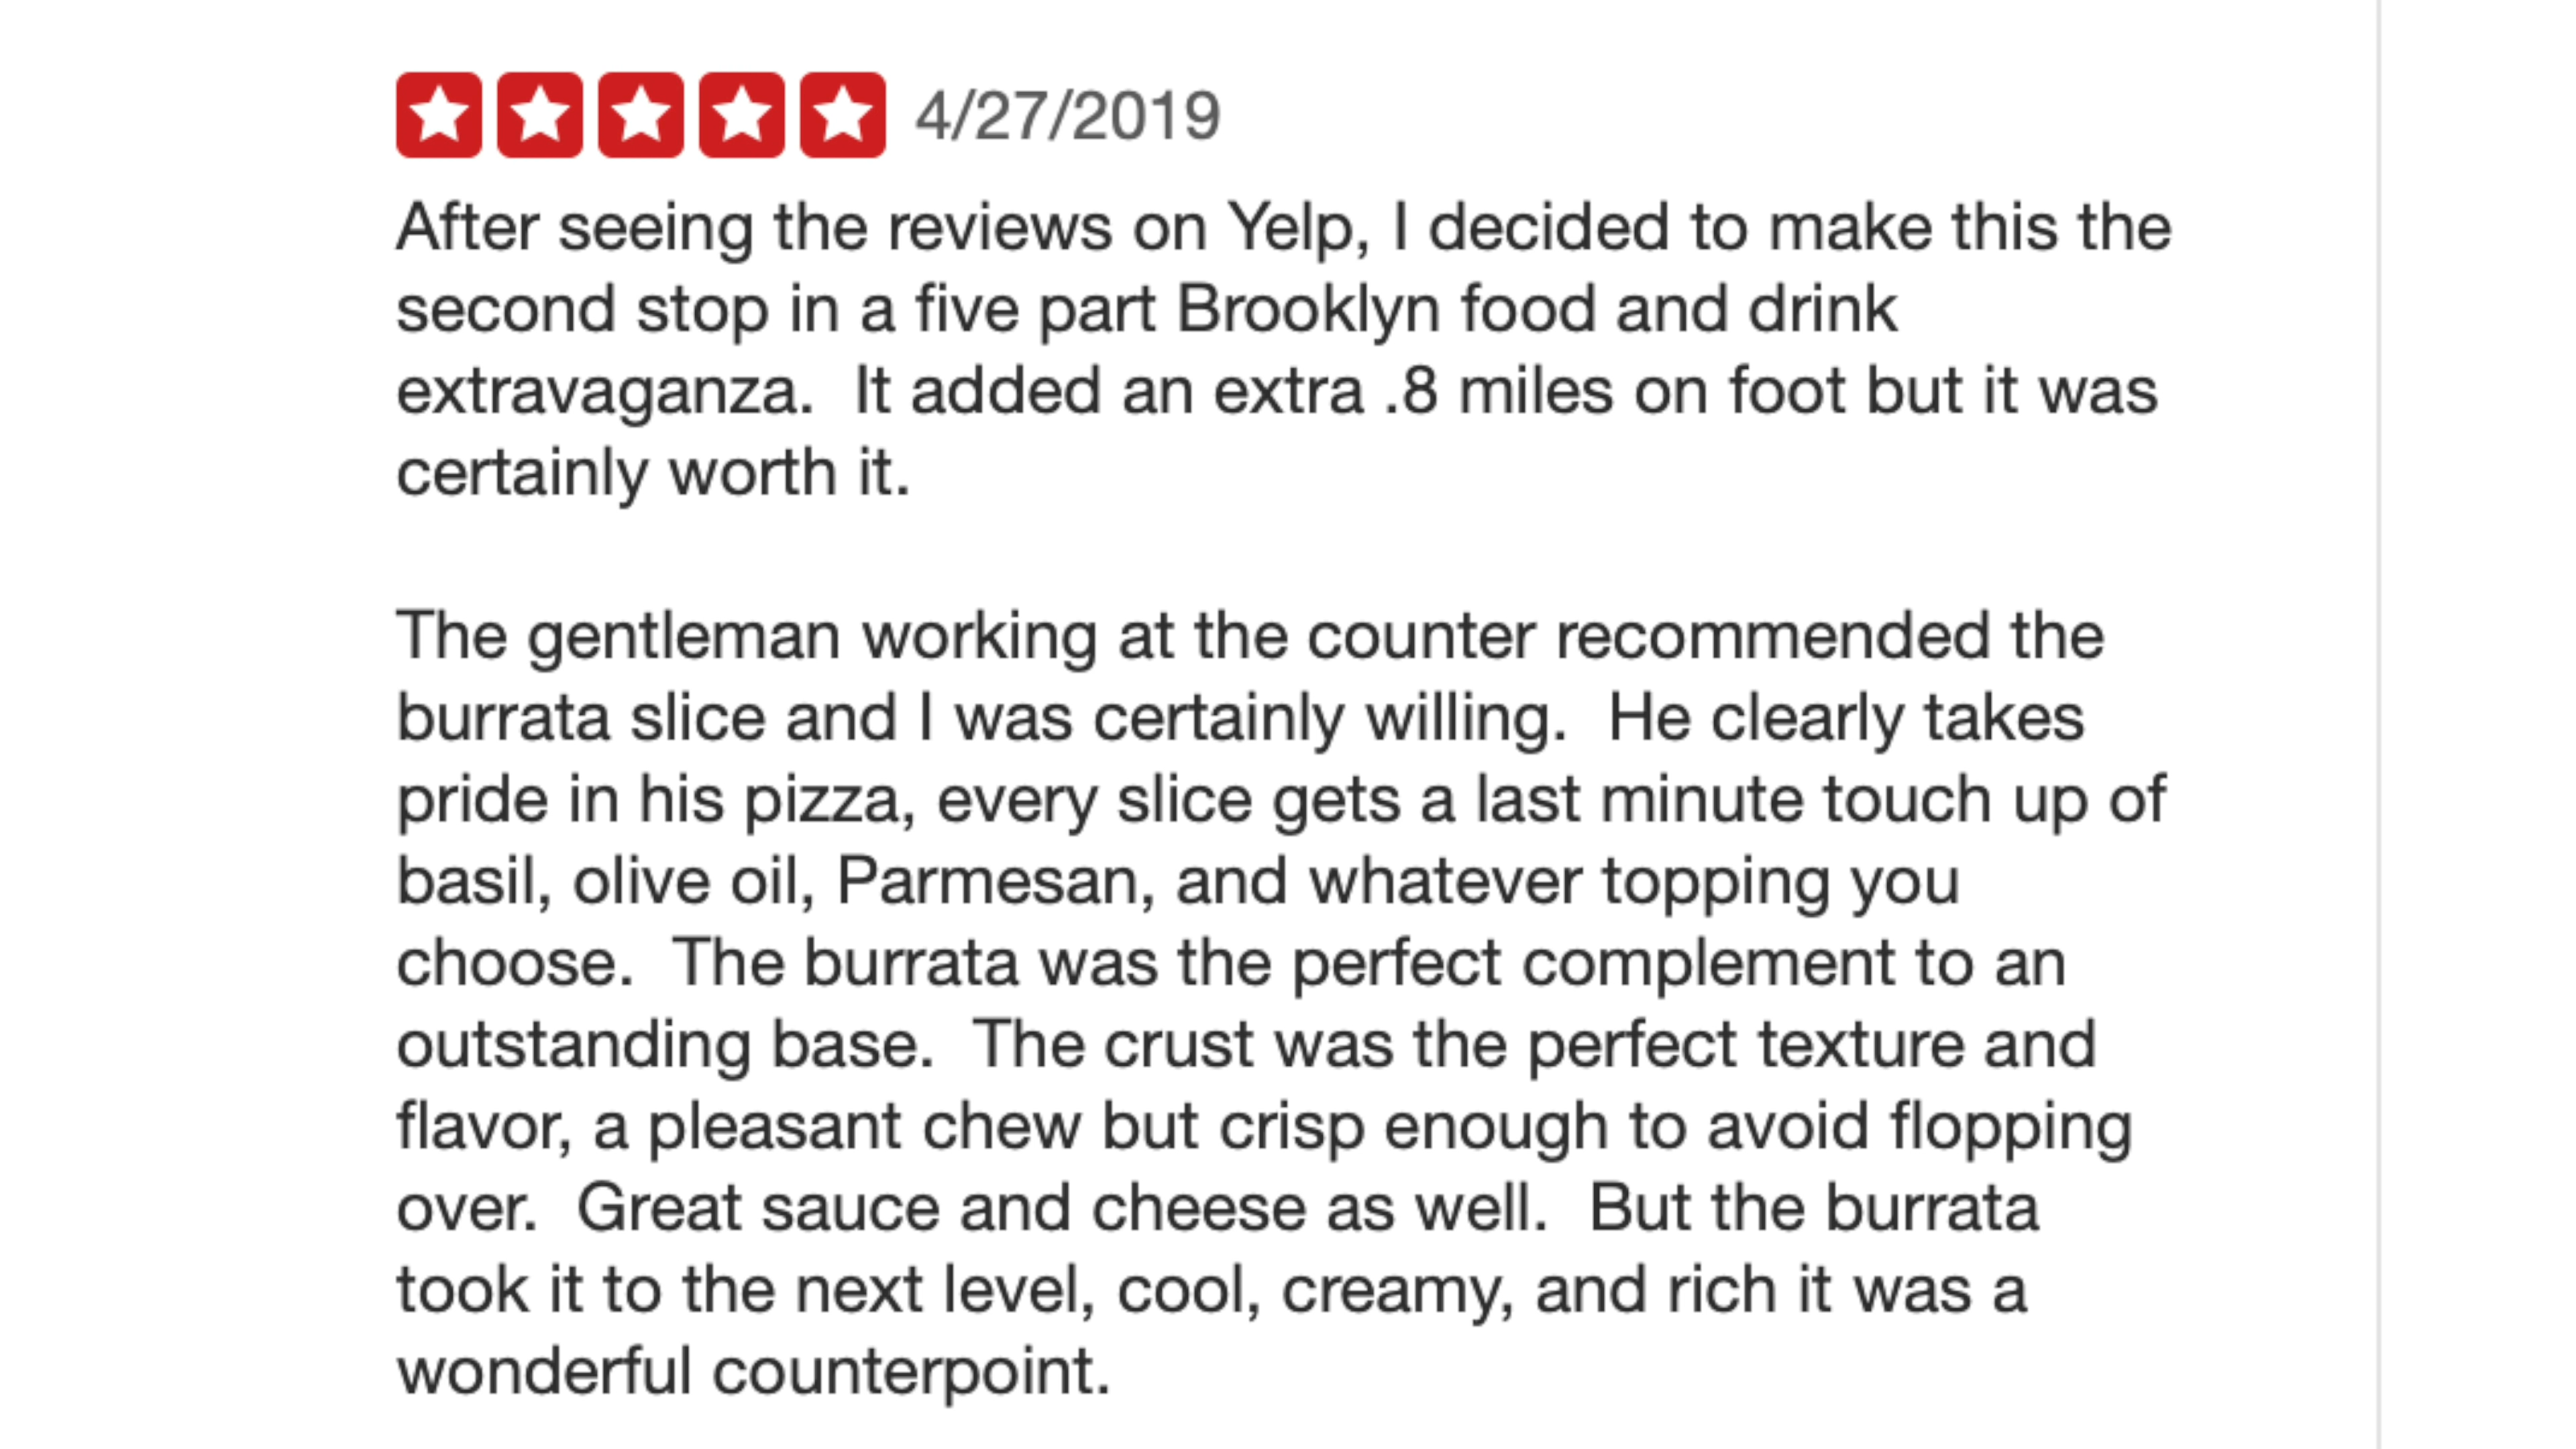 4/27/2019
After seeing the reviews on Yelp, I decided to make this the
second stop in a five part Brooklyn food and drink
extravaganza.  It added an extra .8 miles on foot but it was
certainly worth it.
The gentleman working at the counter recommended the
burrata slice and I was certainly willing.  He clearly takes
pride in his pizza, every slice gets a last minute touch up of
basil, olive oil, Parmesan, and whatever topping you
choose.  The burrata was the perfect complement to an
outstanding base.  The crust was the perfect texture and
flavor, a pleasant chew but crisp enough to avoid flopping
over.  Great sauce and cheese as well.  But the burrata
took it to the next level, cool, creamy, and rich it was a
wonderful counterpoint.